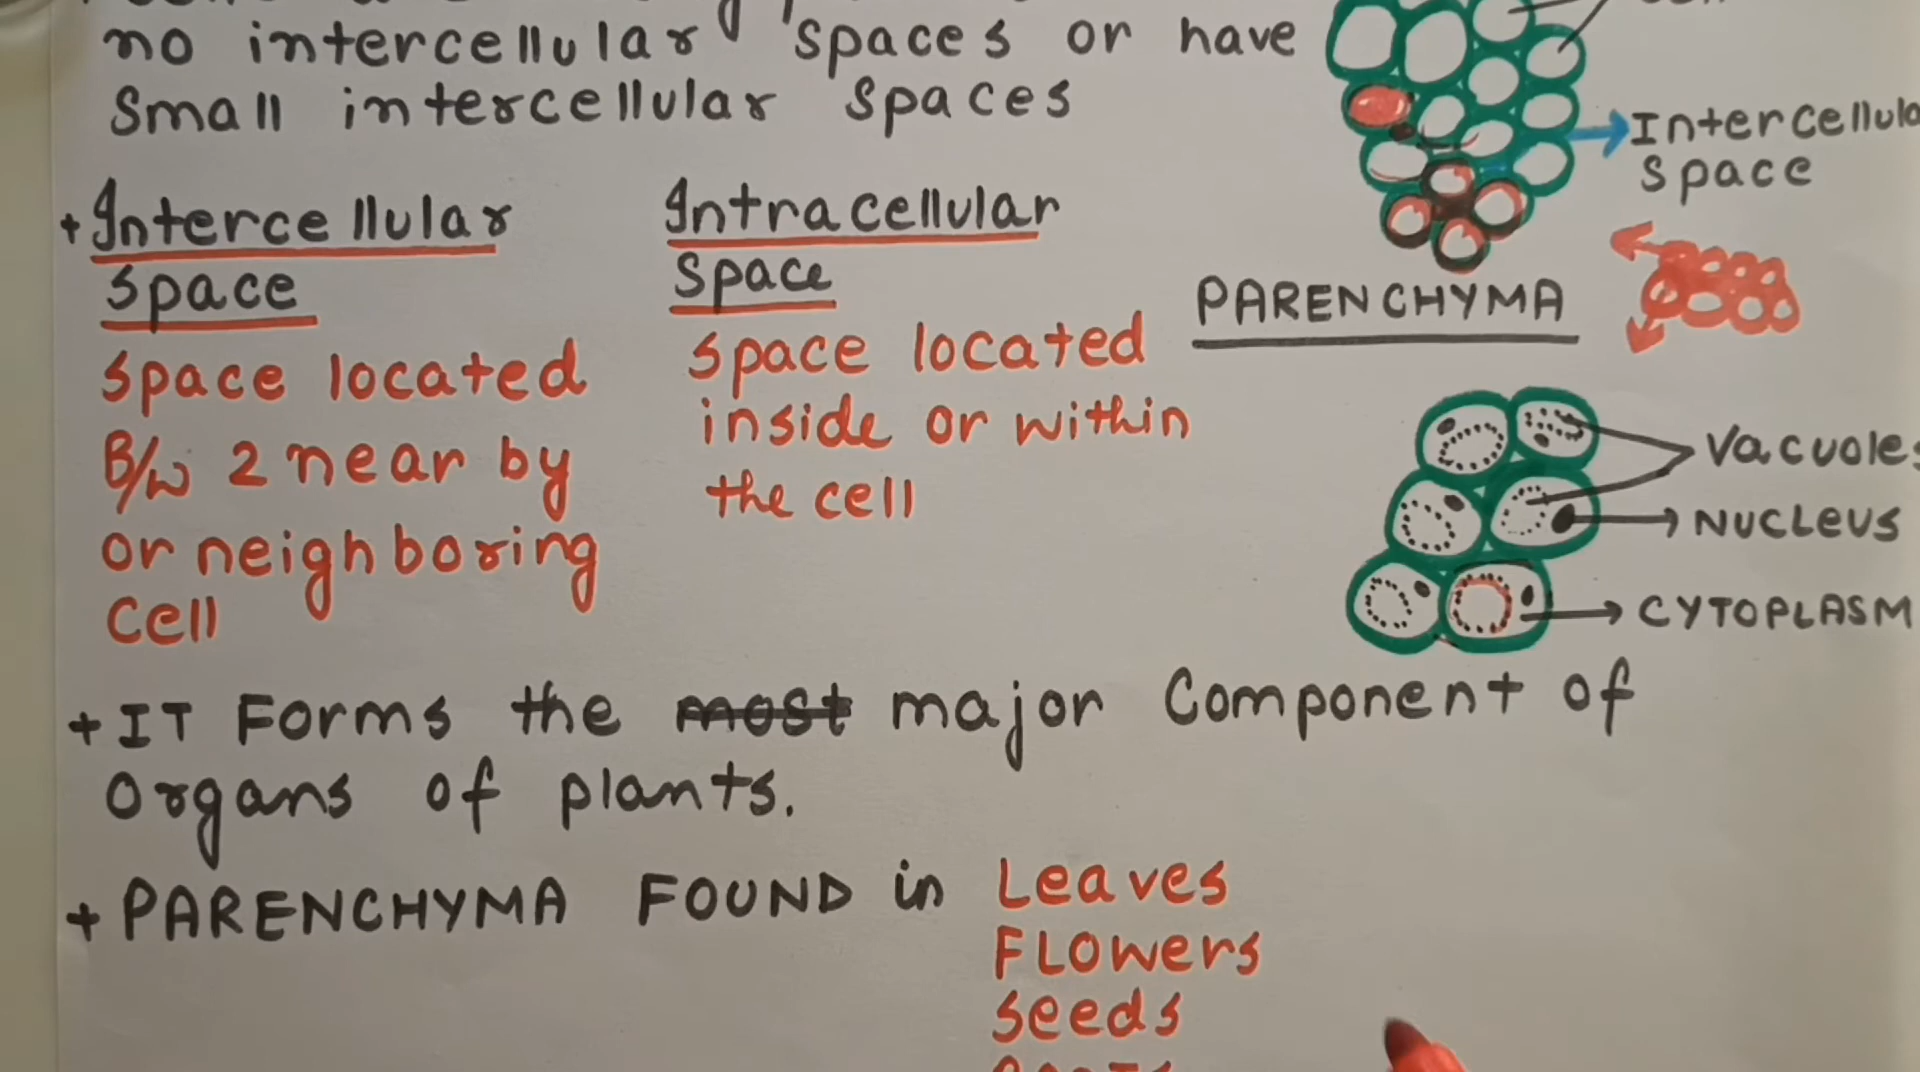 no intercellular spaces or have
small intercellular spaces
+ Intercellular
space
space located
B/w 2 near by
or neighboring
cell
Intracellular
space
space located
inside or within
the cell
Intercellula
space
PARENCHYMA
Vacuoles
NUCLEUS
CYTOPLASM
+ IT Forms the most major Component of
organs of plants.
+ PARENCHYMA FOUND in Leaves
FLowers
seeds